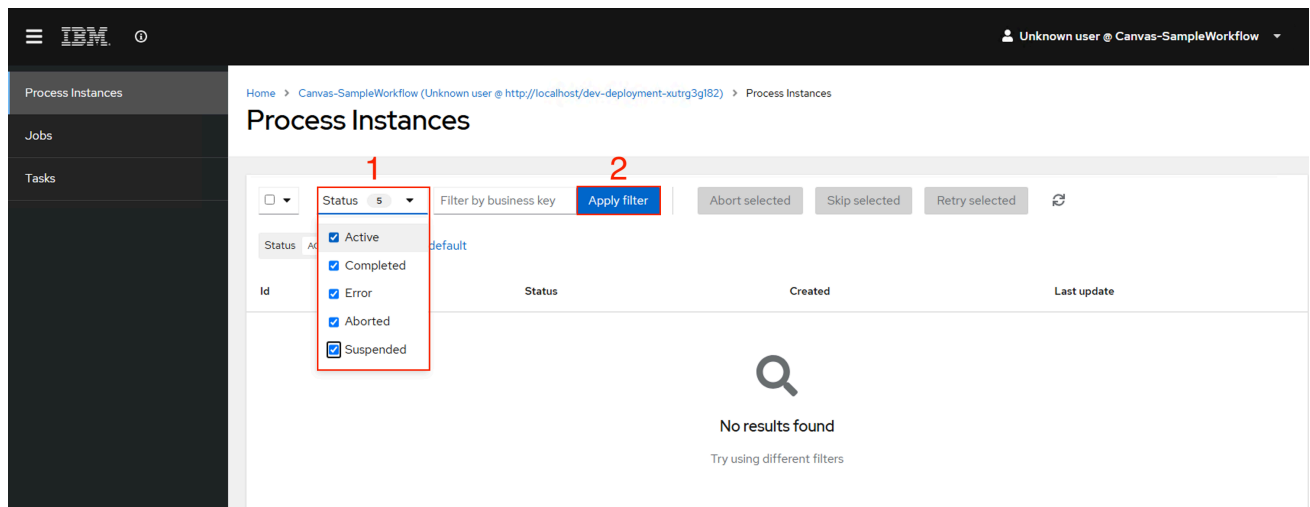 IBM.
Unknown user @ Canvas-SampleWorkflow
Process Instances
Jobs
Tasks
Home > Canvas-SampleWorkflow (Unknown user @ http://localhost/dev-deployment-xutrg3g182) > Process Instances
Process Instances
1
2
Status 5 Filter by business key Apply filter Abort selected Skip selected Retry selected
Status default
Active
Completed
Error
Aborted
Suspended
Id Status Created Last update
No results found
Try using different filters